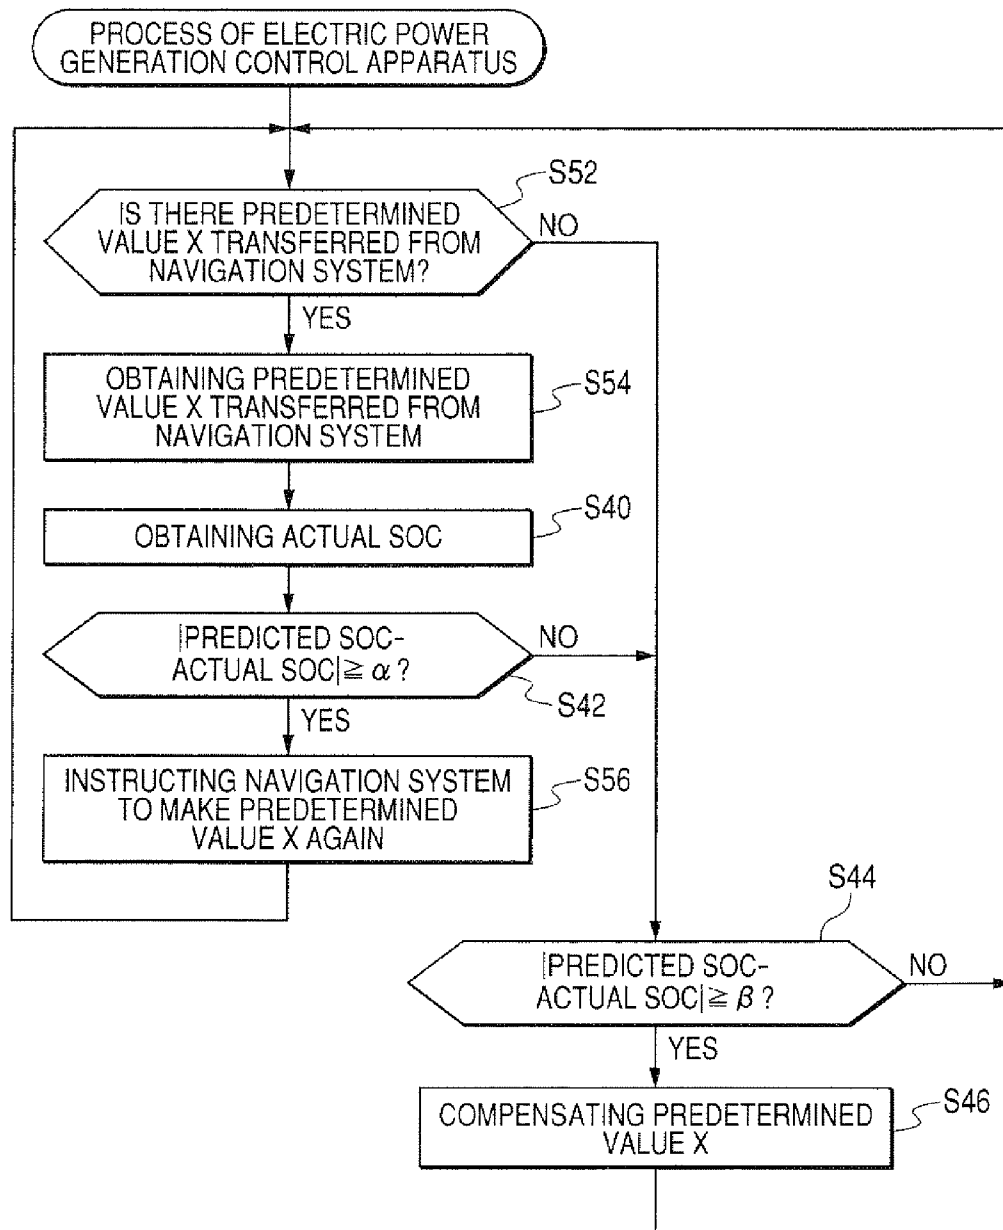 PROCESS OF ELECTRIC POWER
GENERATION CONTROL APPARATUS
S52
IS THERE PREDETERMINED
VALUE X TRANSFERRED FROM
NAVIGATION SYSTEM?
NO
YES
OBTAINING PREDETERMINED
VALUE X TRANSFERRED FROM
NAVIGATION SYSTEM
S54
OBTAINING ACTUAL SOC
S40
|PREDICTED SOC-
ACTUAL SOC|≧ α ?
NO
S42
YES
INSTRUCTING NAVIGATION SYSTEM
TO MAKE PREDETERMINED
VALUE X AGAIN
S56
S44
|PREDICTED SOC-
ACTUAL SOC|≧ β ?
NO
YES
COMPENSATING PREDETERMINED
VALUE X
S46